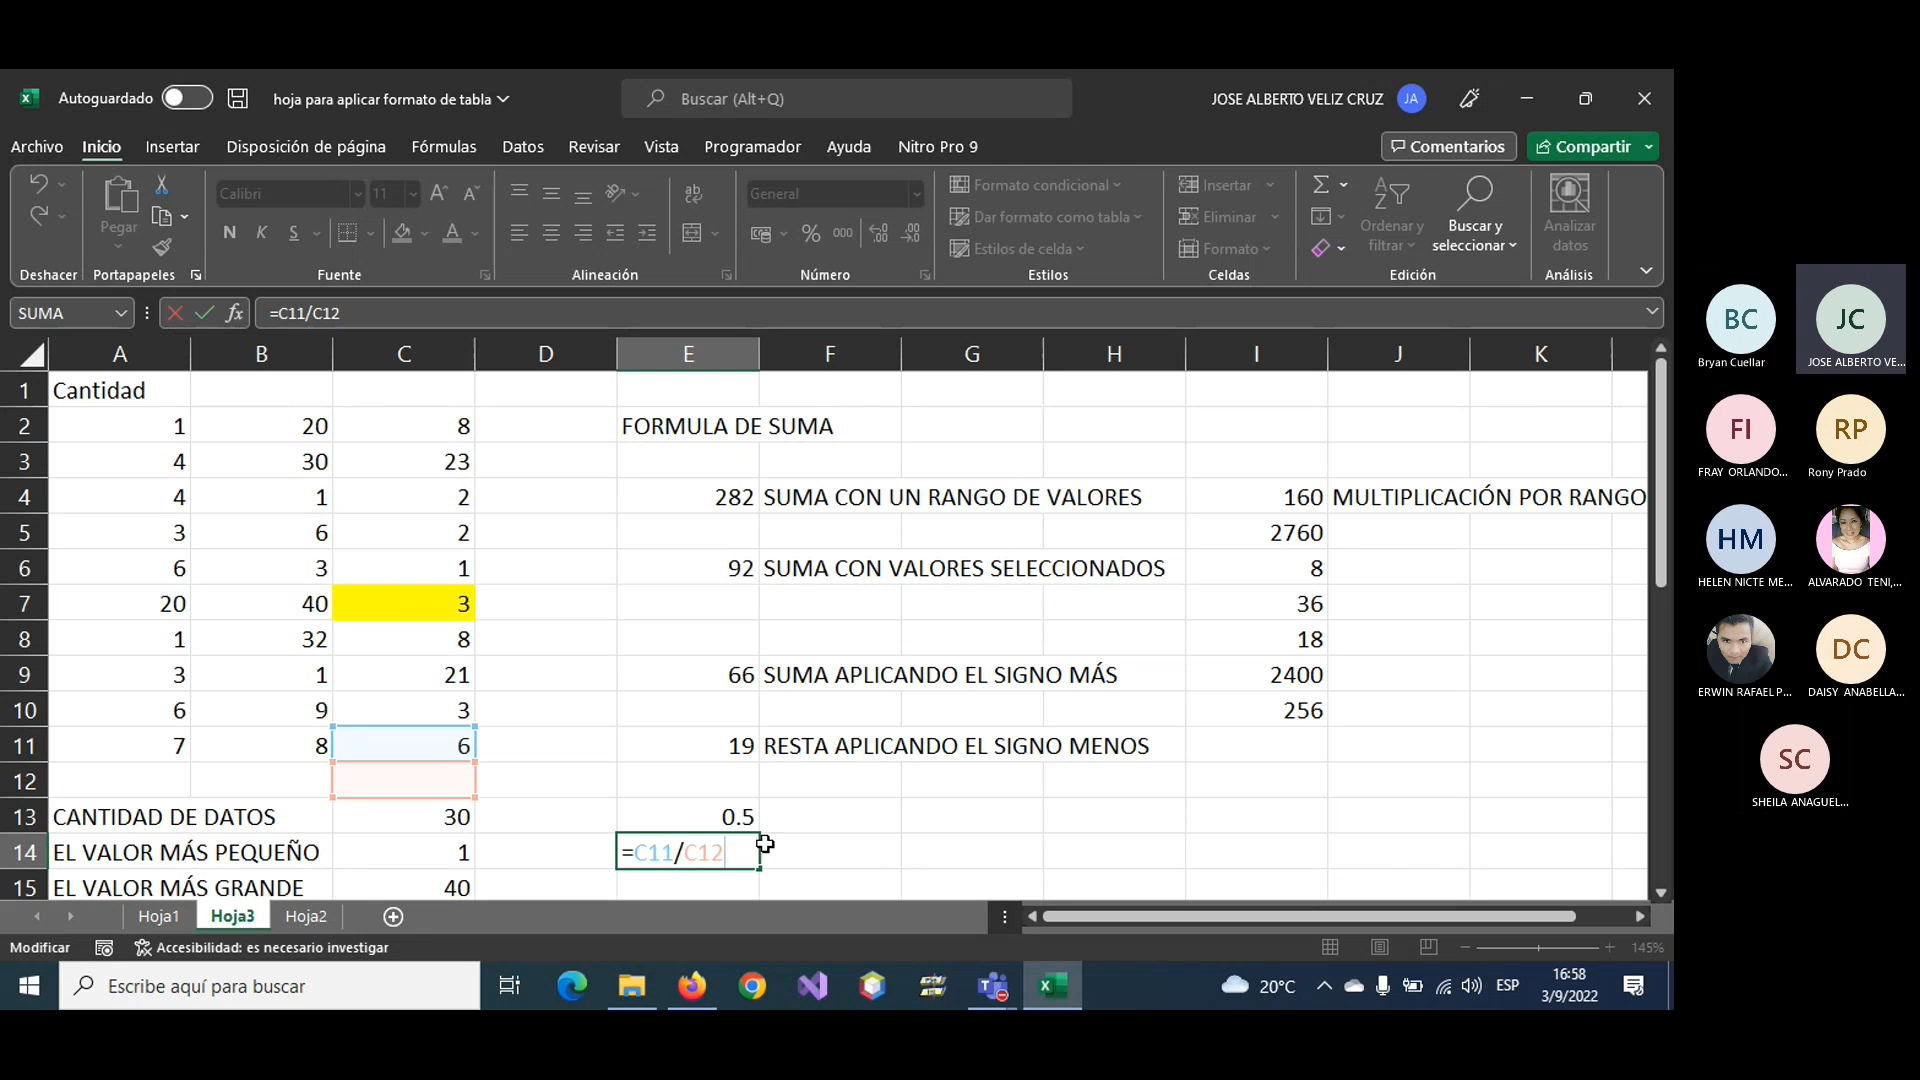 Autoguardado
hoja para aplicar formato de tabla
Buscar (Alt+Q)
JOSE ALBERTO VELIZ CRUZ
JA
Archivo Inicio Insertar Disposición de página Fórmulas Datos Revisar Vista Programador Ayuda Nitro Pro 9
Comentarios
Compartir
Pegar
Calibri 11
General
N K S
ab
% 000
Formato condicional
Dar formato como tabla
Estilos de celda
Insertar
Eliminar
Formato
Ordenar y filtrar
Buscar y seleccionar
Analizar datos
Deshacer Portapapeles Fuente Alineación Número Estilos Celdas Edición Análisis
SUMA fx =C11/C12
A B C D E F G H I J K
1 Cantidad
2 1 20 8 FORMULA DE SUMA
3 4 30 23
4 4 1 2 282 SUMA CON UN RANGO DE VALORES 160 MULTIPLICACIÓN POR RANGO
5 3 6 2 2760
6 6 3 1 92 SUMA CON VALORES SELECCIONADOS 8
7 20 40 3 36
8 1 32 8 18
9 3 1 21 66 SUMA APLICANDO EL SIGNO MÁS 2400
10 6 9 3 256
11 7 8 6 19 RESTA APLICANDO EL SIGNO MENOS
12
13 CANTIDAD DE DATOS 30 0.5
14 EL VALOR MÁS PEQUEÑO 1 =C11/C12
15 EL VALOR MÁS GRANDE 40
Hoja1 Hoja3 Hoja2
Modificar Accesibilidad: es necesario investigar 145%
Escribe aquí para buscar
20°C
ESP
16:58
3/9/2022
BC
Bryan Cuellar
JC
JOSE ALBERTO VE...
FI
FRAY ORLANDO...
RP
Rony Prado
HM
HELEN NICTE ME...
ALVARADO TENI,...
ERWIN RAFAEL P...
DC
DAISY ANABELLA...
SC
SHEILA ANAGUEL...